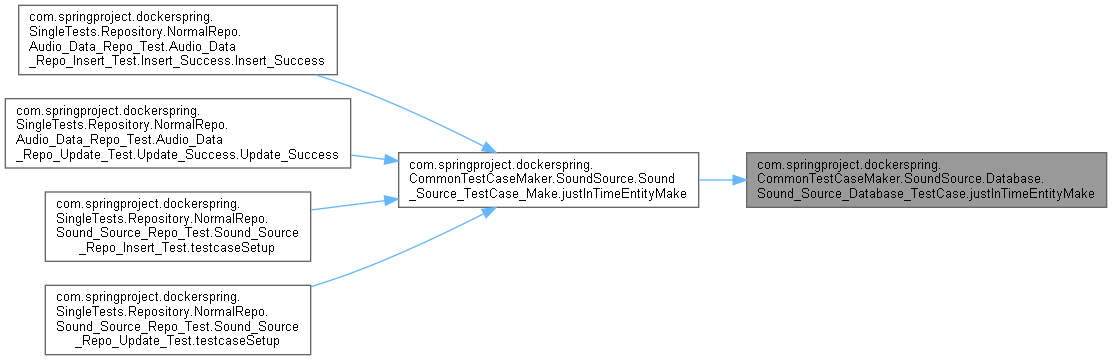 com.springproject.dockerspring.
SingleTests.Repository.NormalRepo.
Audio_Data_Repo_Test.Audio_Data
_Repo_Insert_Test.Insert_Success.Insert_Success
com.springproject.dockerspring.
SingleTests.Repository.NormalRepo.
Audio_Data_Repo_Test.Audio_Data
_Repo_Update_Test.Update_Success.Update_Success
com.springproject.dockerspring.
SingleTests.Repository.NormalRepo.
Sound_Source_Repo_Test.Sound_Source
_Repo_Insert_Test.testcaseSetup
com.springproject.dockerspring.
SingleTests.Repository.NormalRepo.
Sound_Source_Repo_Test.Sound_Source
_Repo_Update_Test.testcaseSetup
com.springproject.dockerspring.
CommonTestCaseMaker.SoundSource.Sound
_Source_TestCase_Make.justInTimeEntityMake
com.springproject.dockerspring.
CommonTestCaseMaker.SoundSource.Database.
Sound_Source_Database_TestCase.justInTimeEntityMake